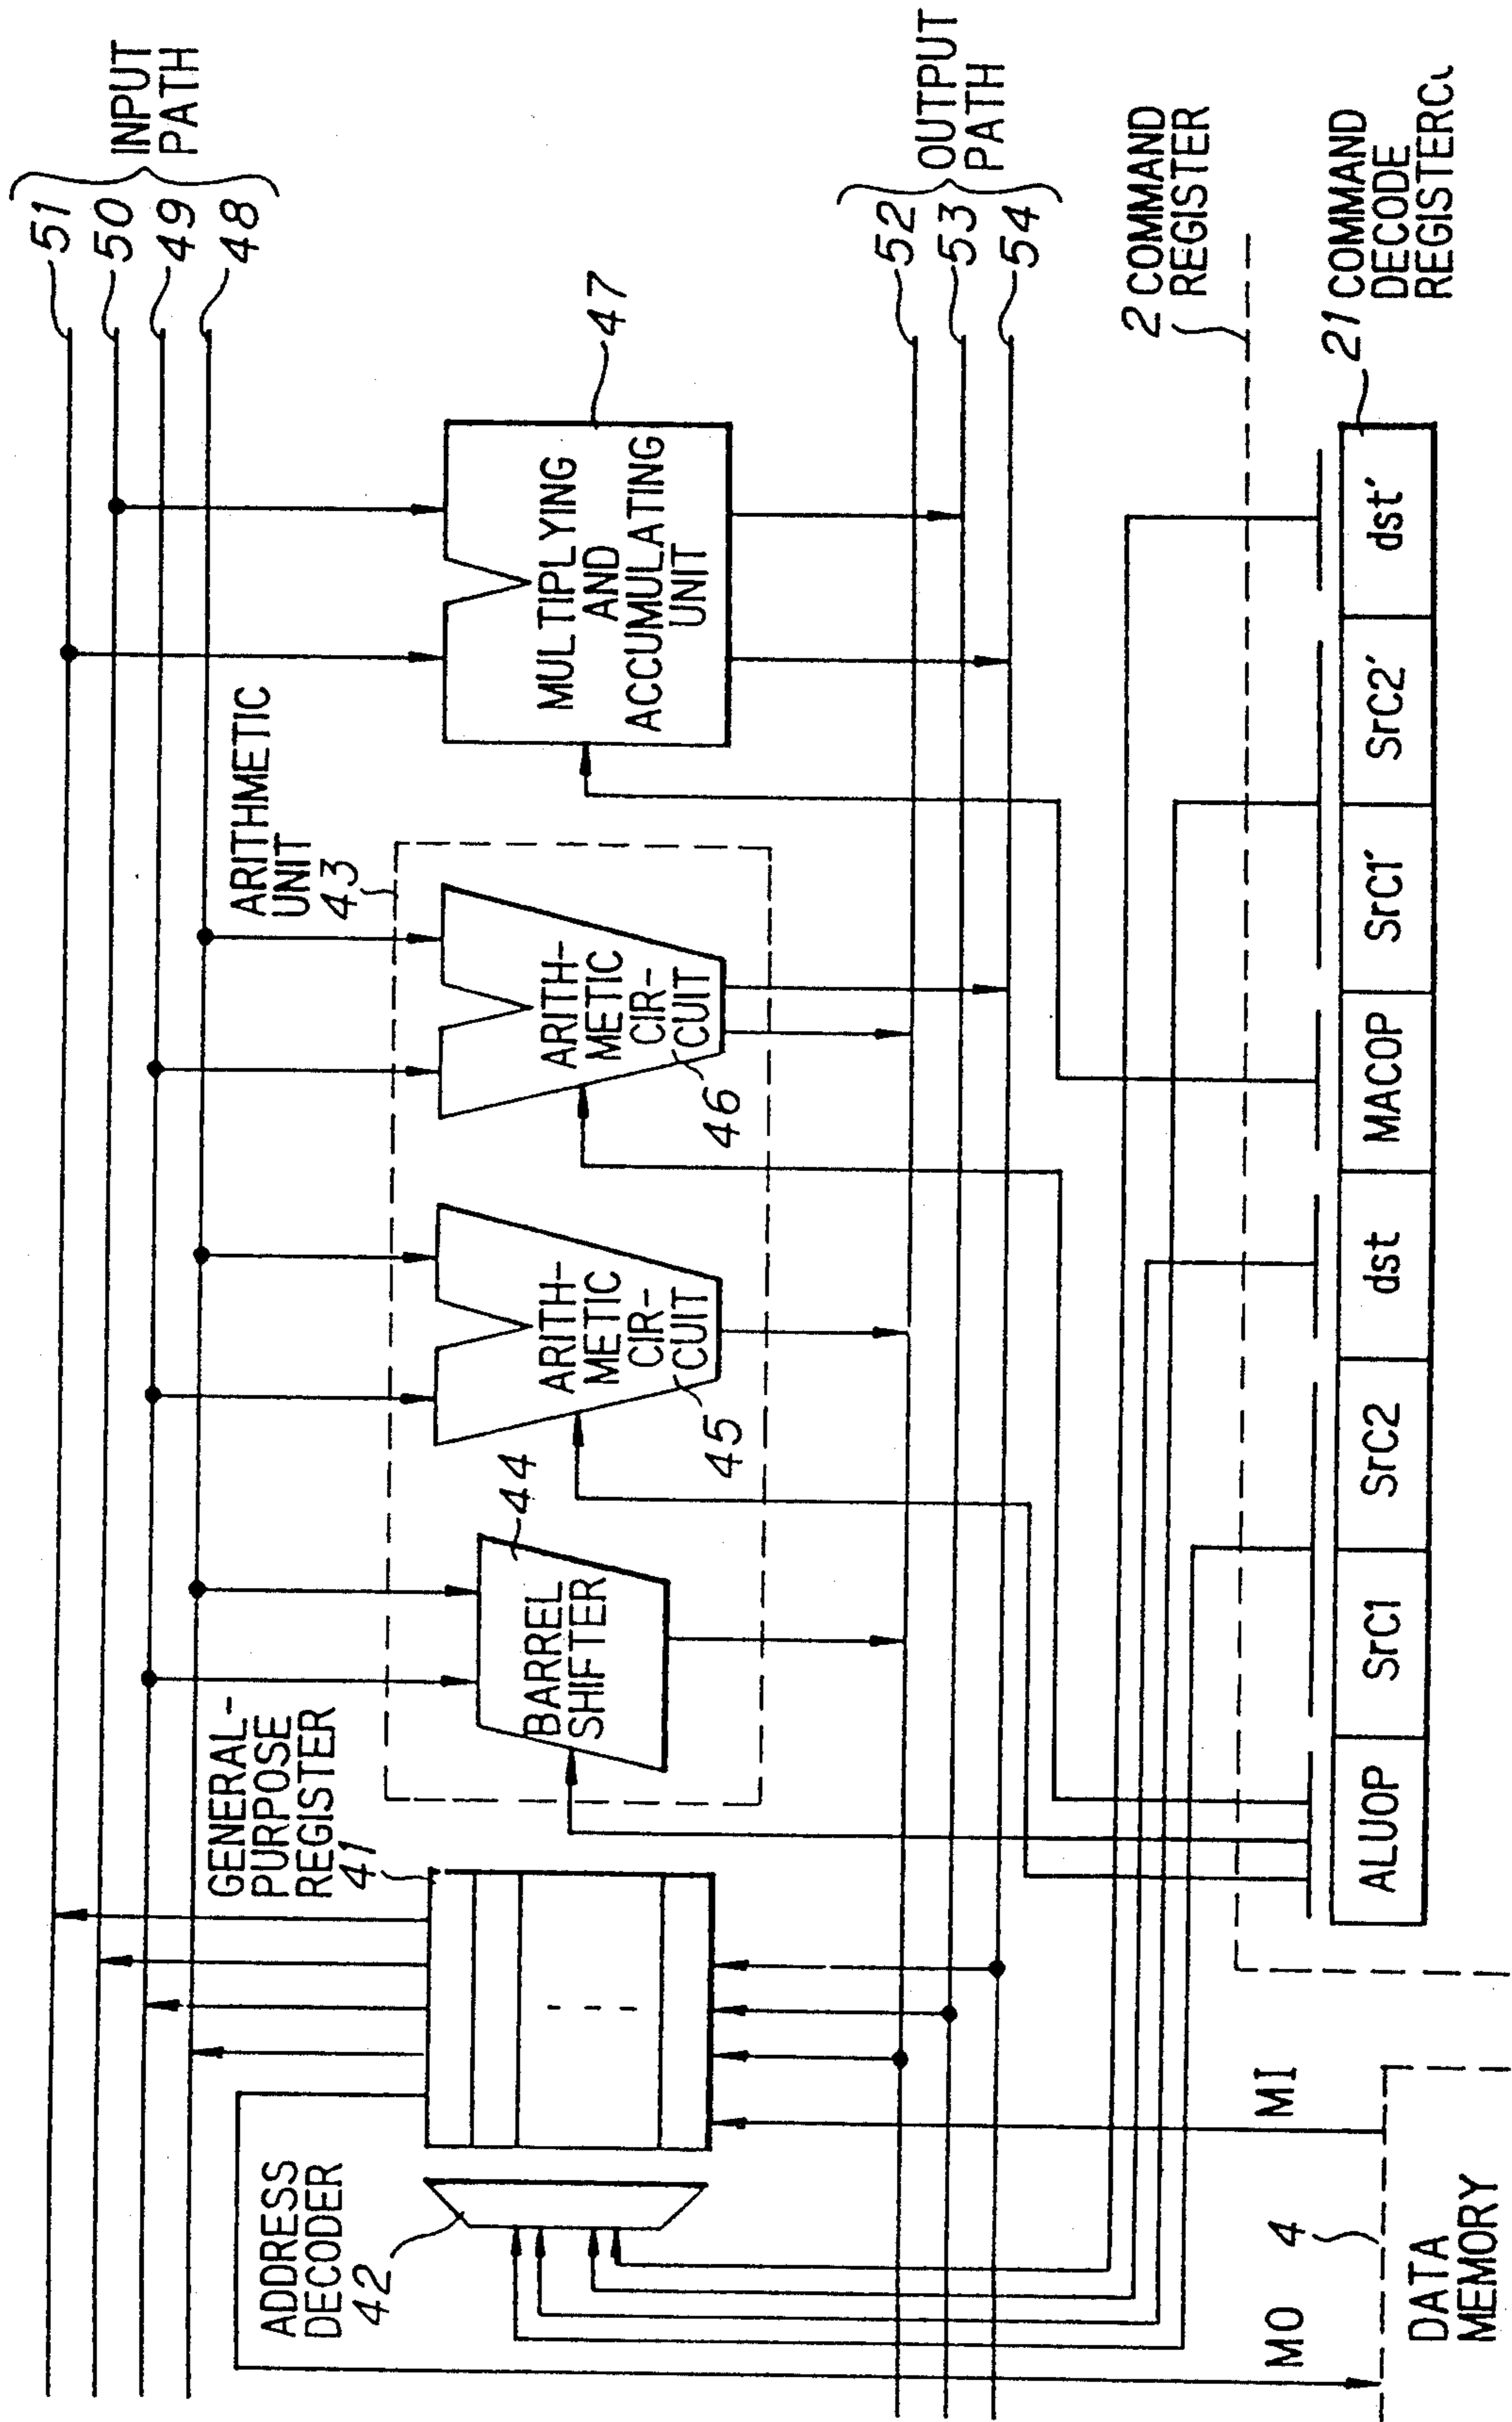 51
50
49
48
INPUT
PATH
GENERAL-
PURPOSE
REGISTER
41
ADDRESS
DECODER
42
ARITHMETIC
UNIT
43
BARREL
SHIFTER
44
ARITH-
METIC
CIR-
CUIT
45
ARITH-
METIC
CIR-
CUIT
46
MULTIPLYING
AND
ACCUMULATING
UNIT
47
52
53
54
OUTPUT
PATH
2 COMMAND
REGISTER
21 COMMAND
DECODE
REGISTER
MO
MI
4
DATA
MEMORY
ALUOP
SrC1
SrC2
dst
MACOP
SrC1'
SrC2'
dst'